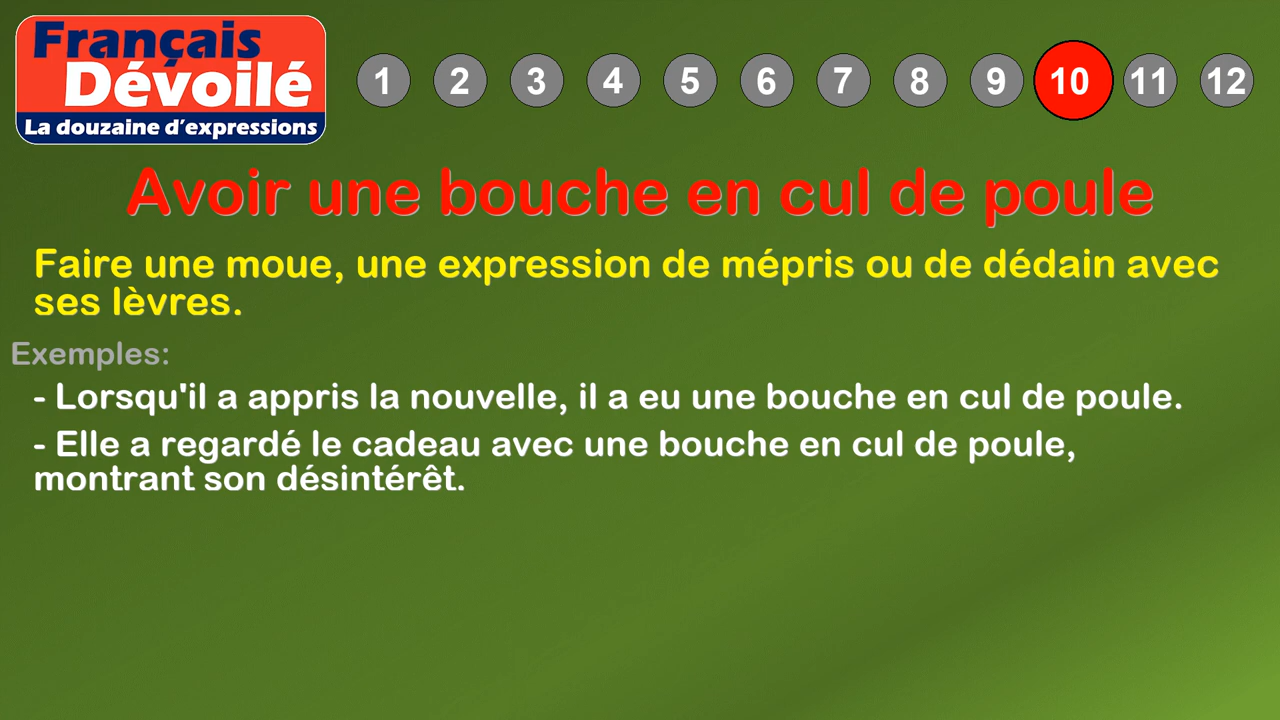 Français
Dévoilé
La douzaine d'expressions
1 2 3 4 5 6 7 8 9 10 11 12
Avoir une bouche en cul de poule
Faire une moue, une expression de mépris ou de dédain avec
ses lèvres.
Exemples:
- Lorsqu'il a appris la nouvelle, il a eu une bouche en cul de poule.
- Elle a regardé le cadeau avec une bouche en cul de poule,
montrant son désintérêt.